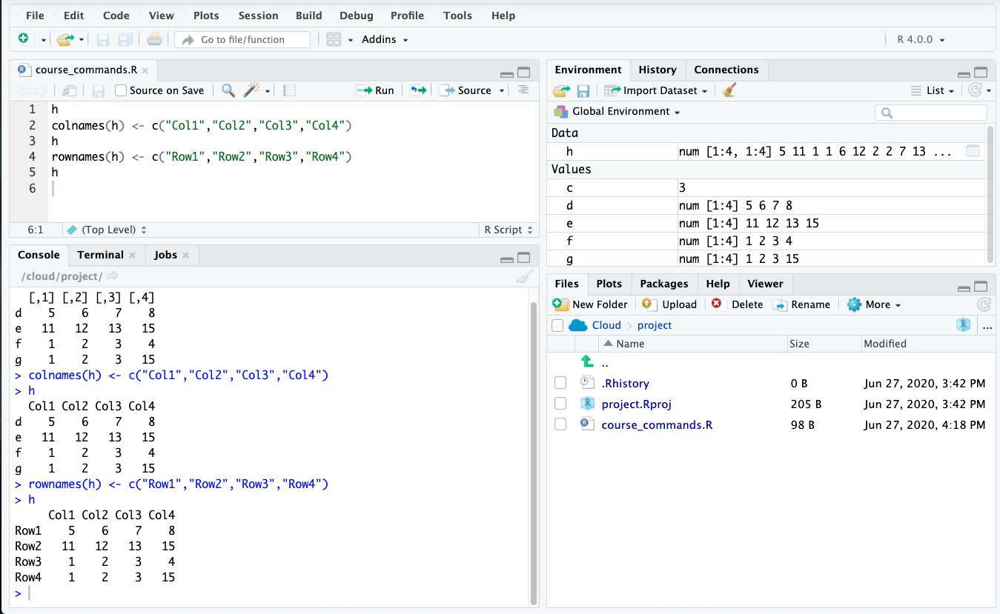 File Edit Code View Plots Session Build Debug Profile Tools Help
Go to file/function Addins R 4.0.0
course_commands.R
Source on Save Run Source
1 h
2 colnames(h) <- c("Col1","Col2","Col3","Col4")
3 h
4 rownames(h) <- c("Row1","Row2","Row3","Row4")
5 h
6
6:1 (Top Level) R Script
Console Terminal Jobs
/cloud/project/
[,1] [,2] [,3] [,4]
d 5 6 7 8
e 11 12 13 15
f 1 2 3 4
g 1 2 3 15
> colnames(h) <- c("Col1","Col2","Col3","Col4")
> h
Col1 Col2 Col3 Col4
d 5 6 7 8
e 11 12 13 15
f 1 2 3 4
g 1 2 3 15
> rownames(h) <- c("Row1","Row2","Row3","Row4")
> h
Col1 Col2 Col3 Col4
Row1 5 6 7 8
Row2 11 12 13 15
Row3 1 2 3 4
Row4 1 2 3 15
>
Environment History Connections
Import Dataset List
Global Environment
Data
h num [1:4, 1:4] 5 11 1 1 6 12 2 2 7 13 ...
Values
c 3
d num [1:4] 5 6 7 8
e num [1:4] 11 12 13 15
f num [1:4] 1 2 3 4
g num [1:4] 1 2 3 15
Files Plots Packages Help Viewer
New Folder Upload Delete Rename More
Cloud project R ...
Name Size Modified
..
.Rhistory 0 B Jun 27, 2020, 3:42 PM
project.Rproj 205 B Jun 27, 2020, 3:42 PM
course_commands.R 98 B Jun 27, 2020, 4:18 PM